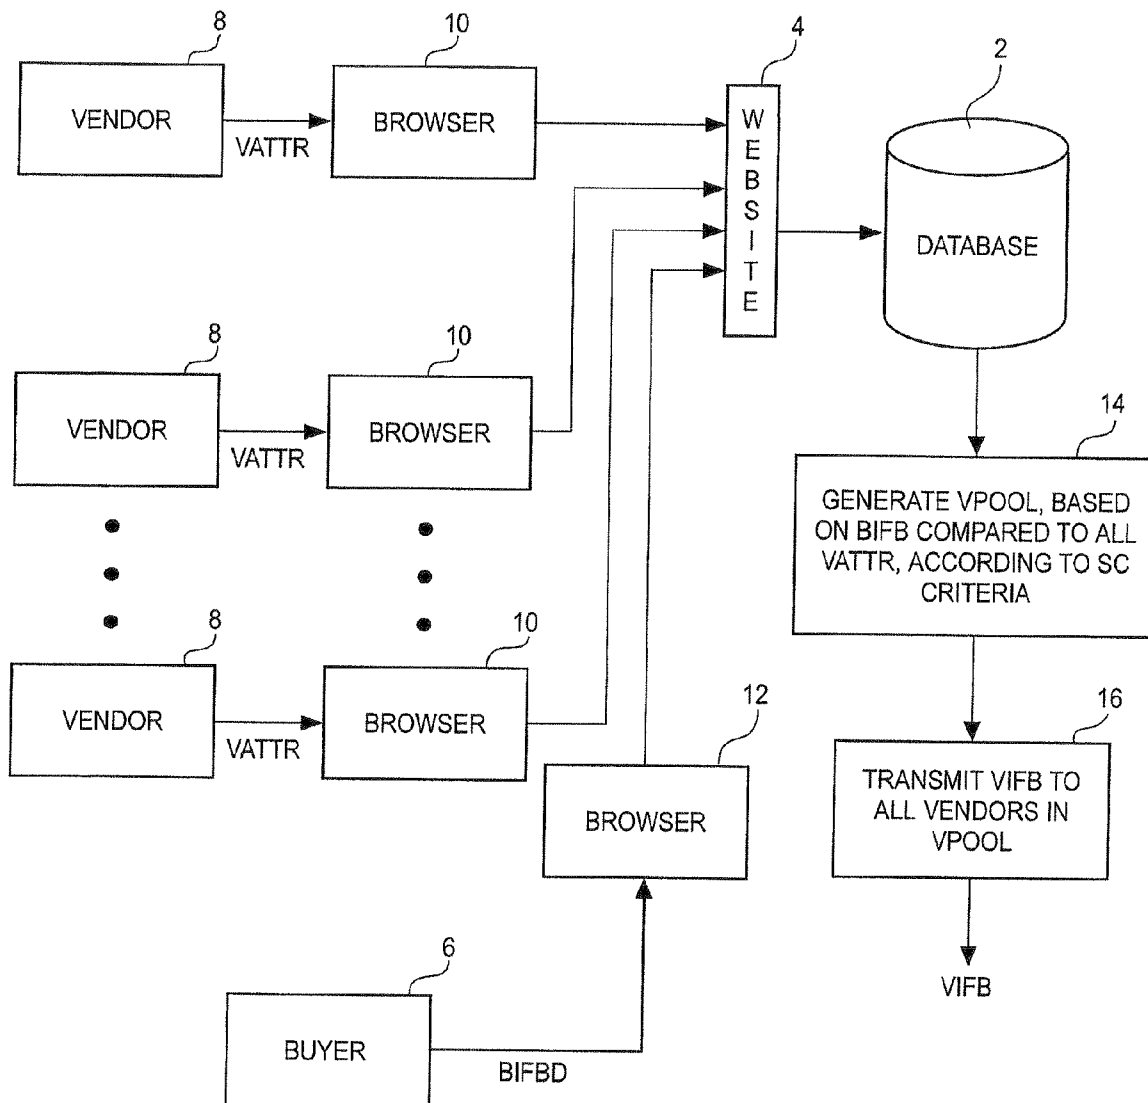 8
10
4
2
VENDOR
VATTR
BROWSER
WEBSITE
DATABASE
8
10
VENDOR
VATTR
BROWSER
14
GENERATE VPOOL, BASED
ON BIFB COMPARED TO ALL
VATTR, ACCORDING TO SC
CRITERIA
8
10
VENDOR
VATTR
BROWSER
12
BROWSER
16
TRANSMIT VIFB TO
ALL VENDORS IN
VPOOL
VIFB
6
BUYER
BIFBD